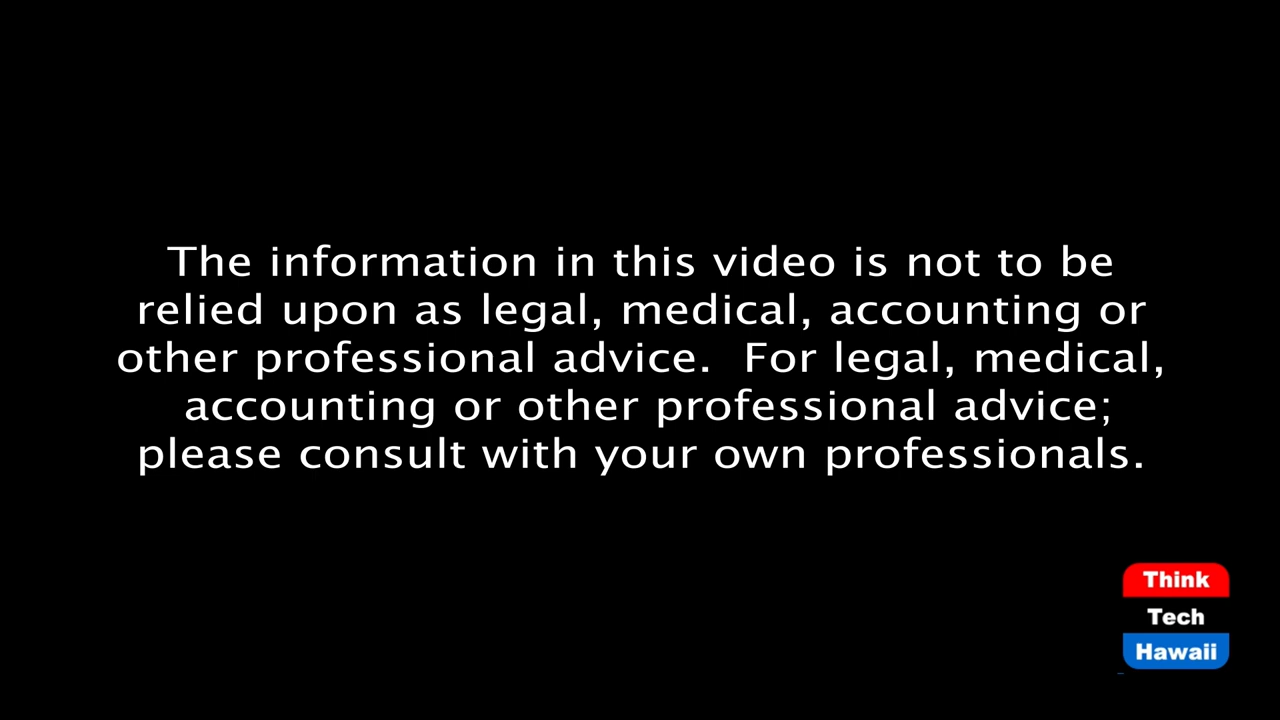 The information in this video is not to be
relied upon as legal, medical, accounting or
other professional advice.  For legal, medical,
accounting or other professional advice;
please consult with your own professionals.
Think
Tech
Hawaii